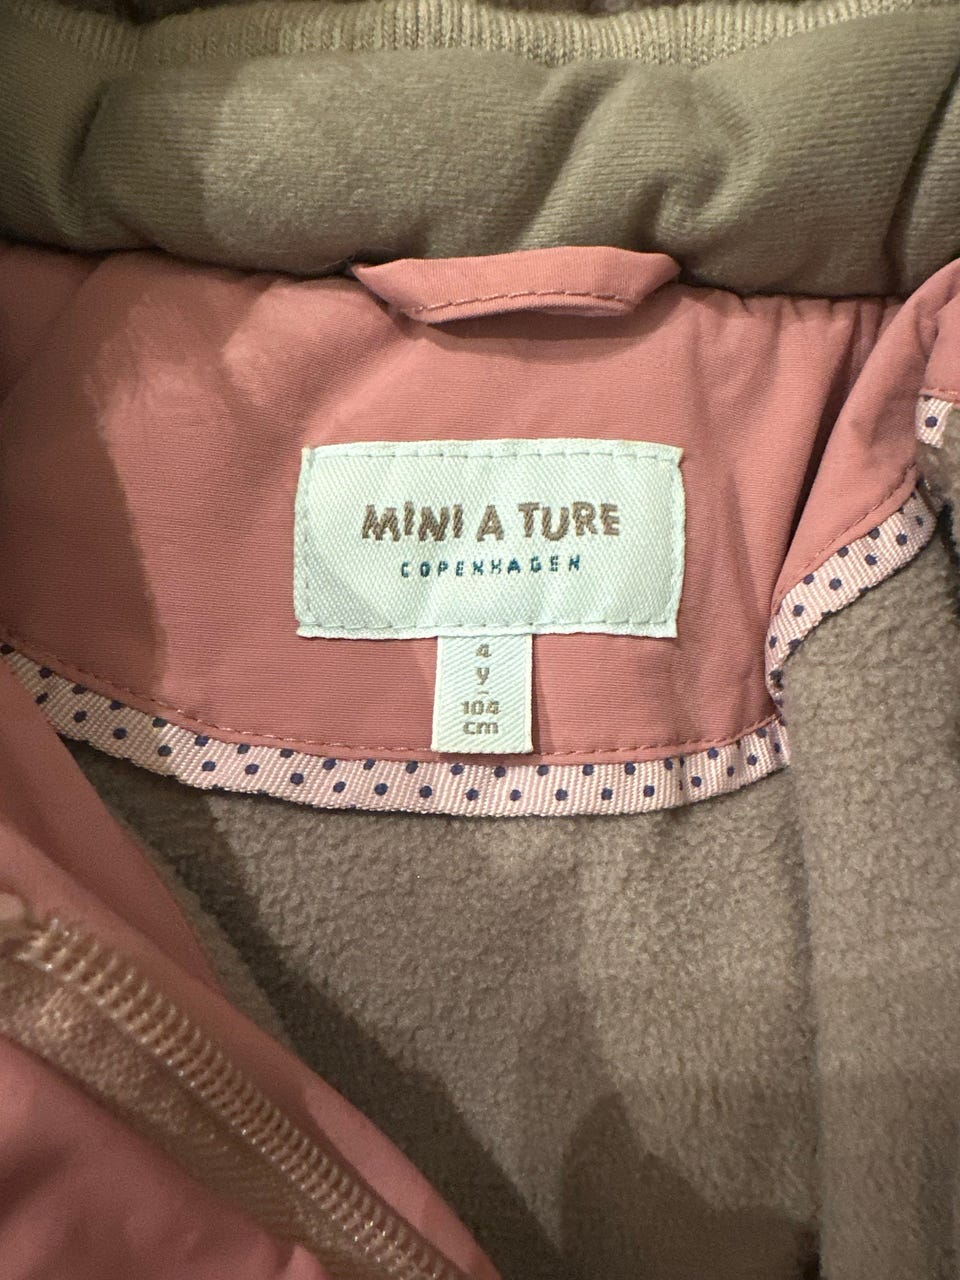 MINI A TURE
COPENHAGEN
4
y
-
104
cm